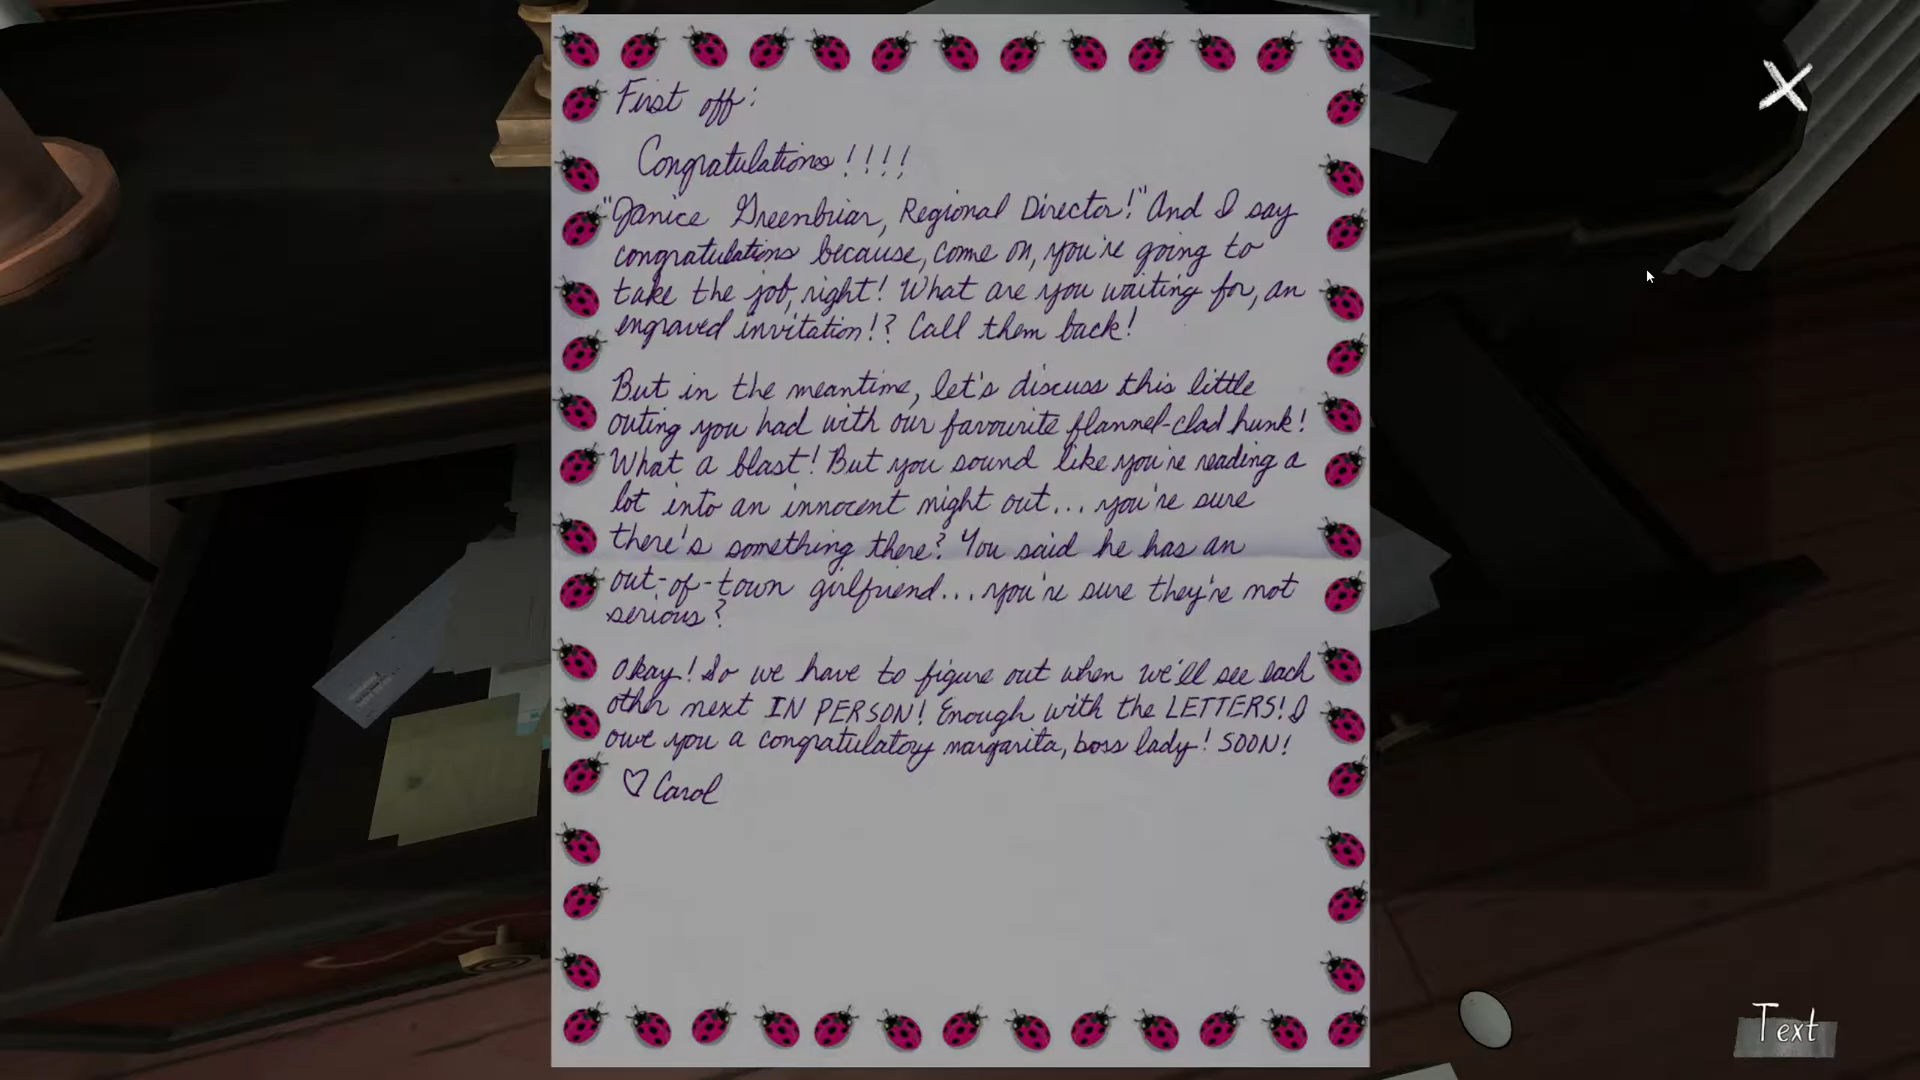 First off:
Congratulations!!!!
"Janice Greenbriar, Regional Director!" And I say
congratulations because, come on, you're going to
take the job, right! What are you waiting for, an
engraved invitation!? Call them back!
But in the meantime, let's discuss this little
outing you had with our favourite flannel-clad hunk!
What a blast! But you sound like you're reading a
lot into an innocent night out... you're sure
there's something there? You said he has an
out-of-town girlfriend... you're sure they're not
serious?
Okay! So we have to figure out when we'll see each
other next IN PERSON! Enough with the LETTERS! I
owe you a congratulatory margarita, boss lady! SOON!
♡ Carol
Text